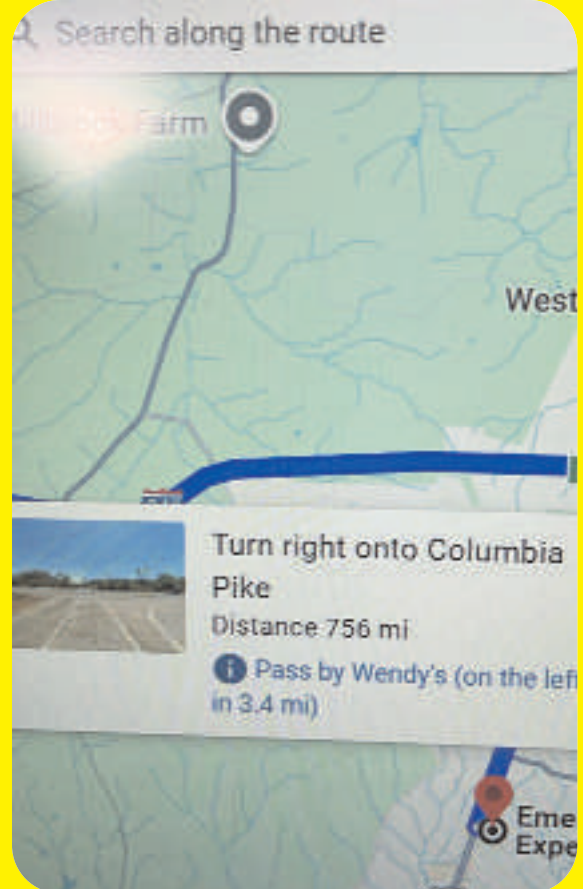 Search along the route
Farm
West
Turn right onto Columbia
Pike
Distance 756 mi
Pass by Wendy's (on the left
in 3.4 mi)
Eme
Expe